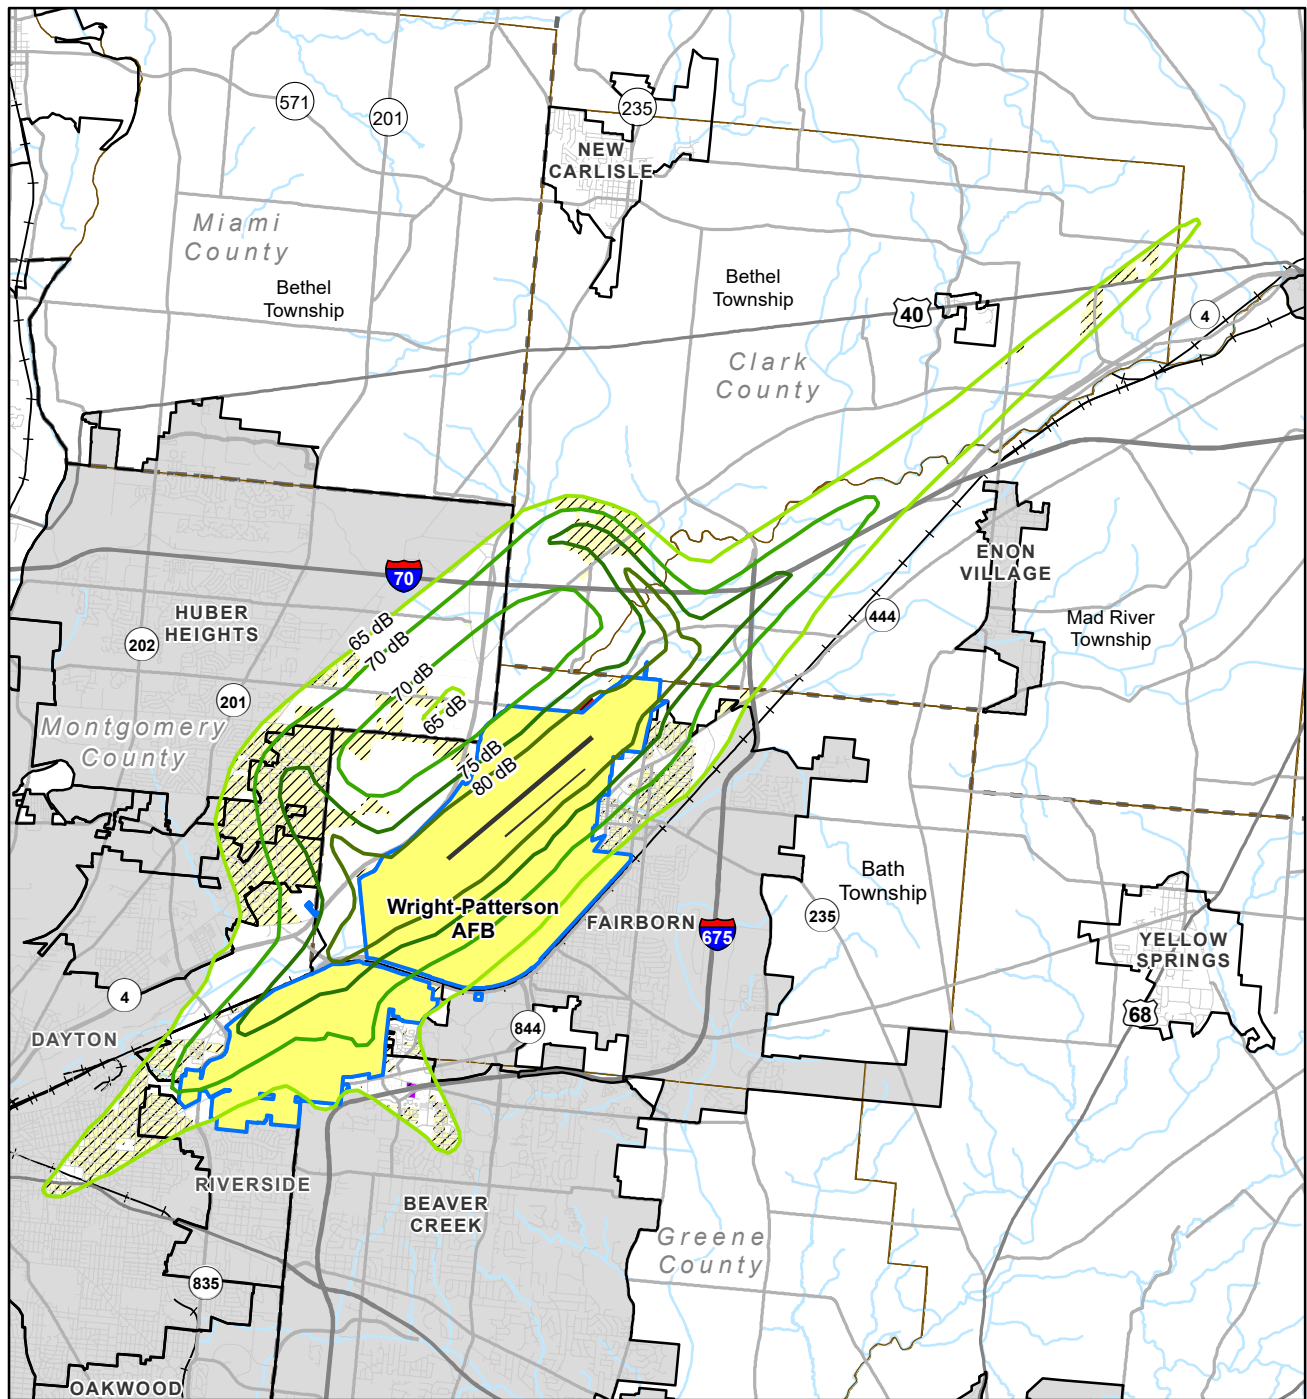 571
201
235
NEW
CARLISLE
Miami
County
Bethel
Township
Bethel
Township
40
4
Clark
County
70
ENON
VILLAGE
HUBER
HEIGHTS
202
65 dB
70 dB
444
Mad River
Township
201
70 dB
65 dB
Montgomery
County
75 dB
80 dB
Bath
Township
Wright-Patterson
AFB
FAIRBORN
675
235
YELLOW
SPRINGS
4
DAYTON
844
68
RIVERSIDE
BEAVER
CREEK
Greene
County
835
OAKWOOD